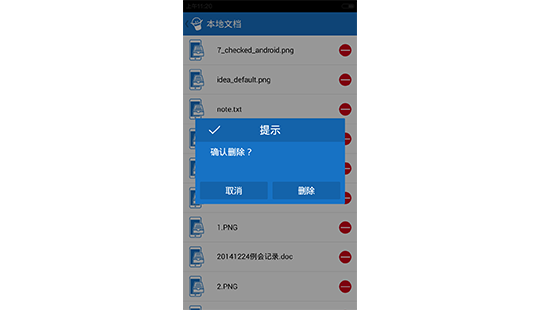 本地文档
7_checked_android.png
idea_default.png
note.txt
提示
确认删除？
取消
删除
1.PNG
20141224例会记录.doc
2.PNG